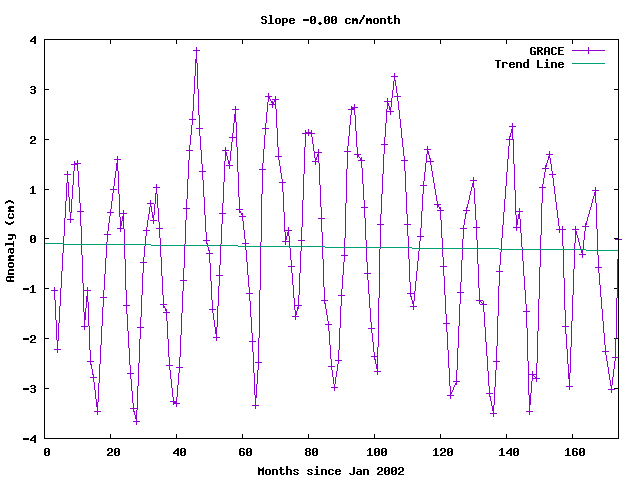 Slope -0.00 cm/month
GRACE
Trend Line
Anomaly (cm)
4
3
2
1
0
-1
-2
-3
-4
0 20 40 60 80 100 120 140 160
Months since Jan 2002